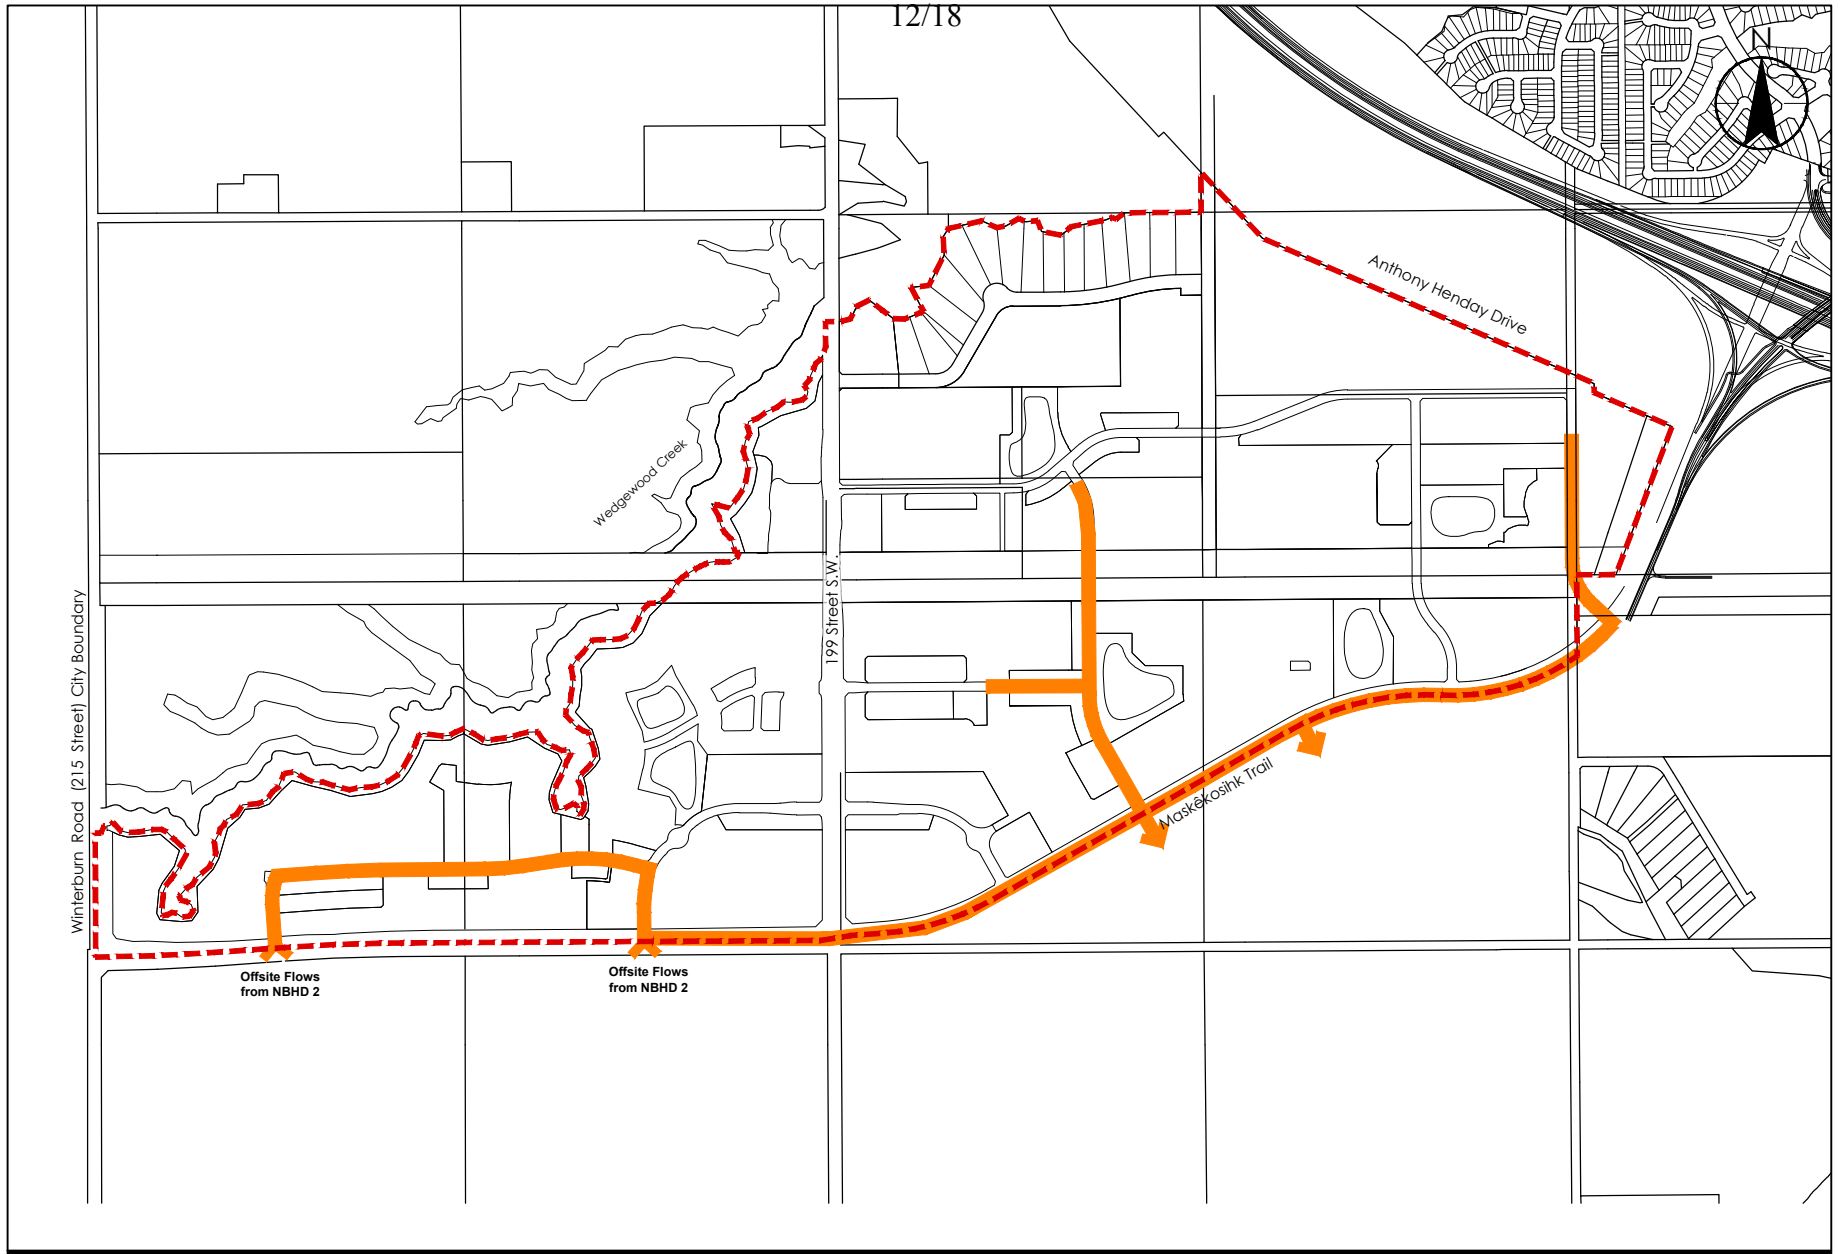 12/18
N
Anthony Henday Drive
Wedgewood Creek
199 Street S.W.
Winterburn Road (215 Street) City Boundary
Maskêkosihk Trail
Offsite Flows
from NBHD 2
Offsite Flows
from NBHD 2